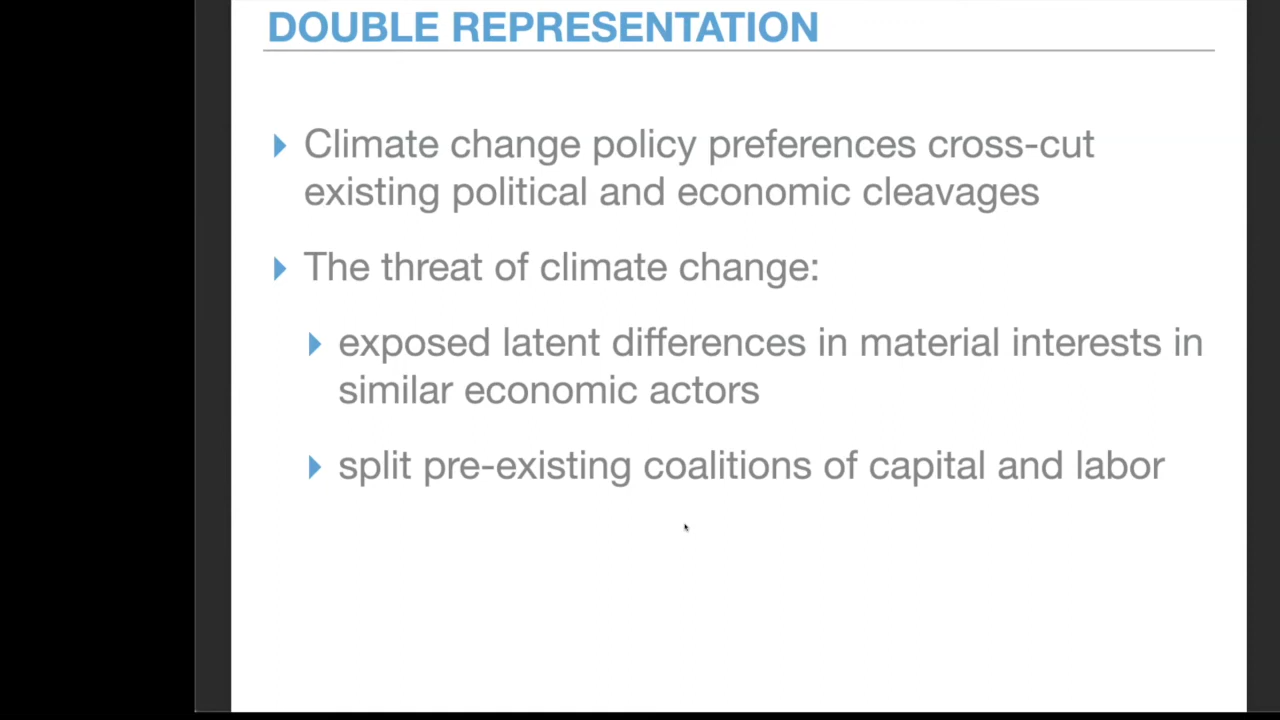 DOUBLE REPRESENTATION
Climate change policy preferences cross-cut
existing political and economic cleavages
The threat of climate change:
exposed latent differences in material interests in
similar economic actors
split pre-existing coalitions of capital and labor